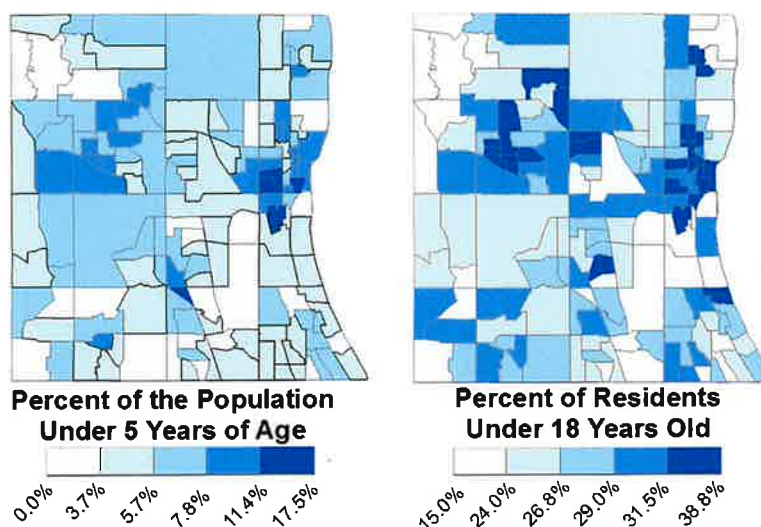 Percent of the Population
Under 5 Years of Age
0.0% 3.7% 5.7% 7.8% 11.4% 17.5%
Percent of Residents
Under 18 Years Old
15.0% 24.0% 26.8% 29.0% 31.5% 38.8%